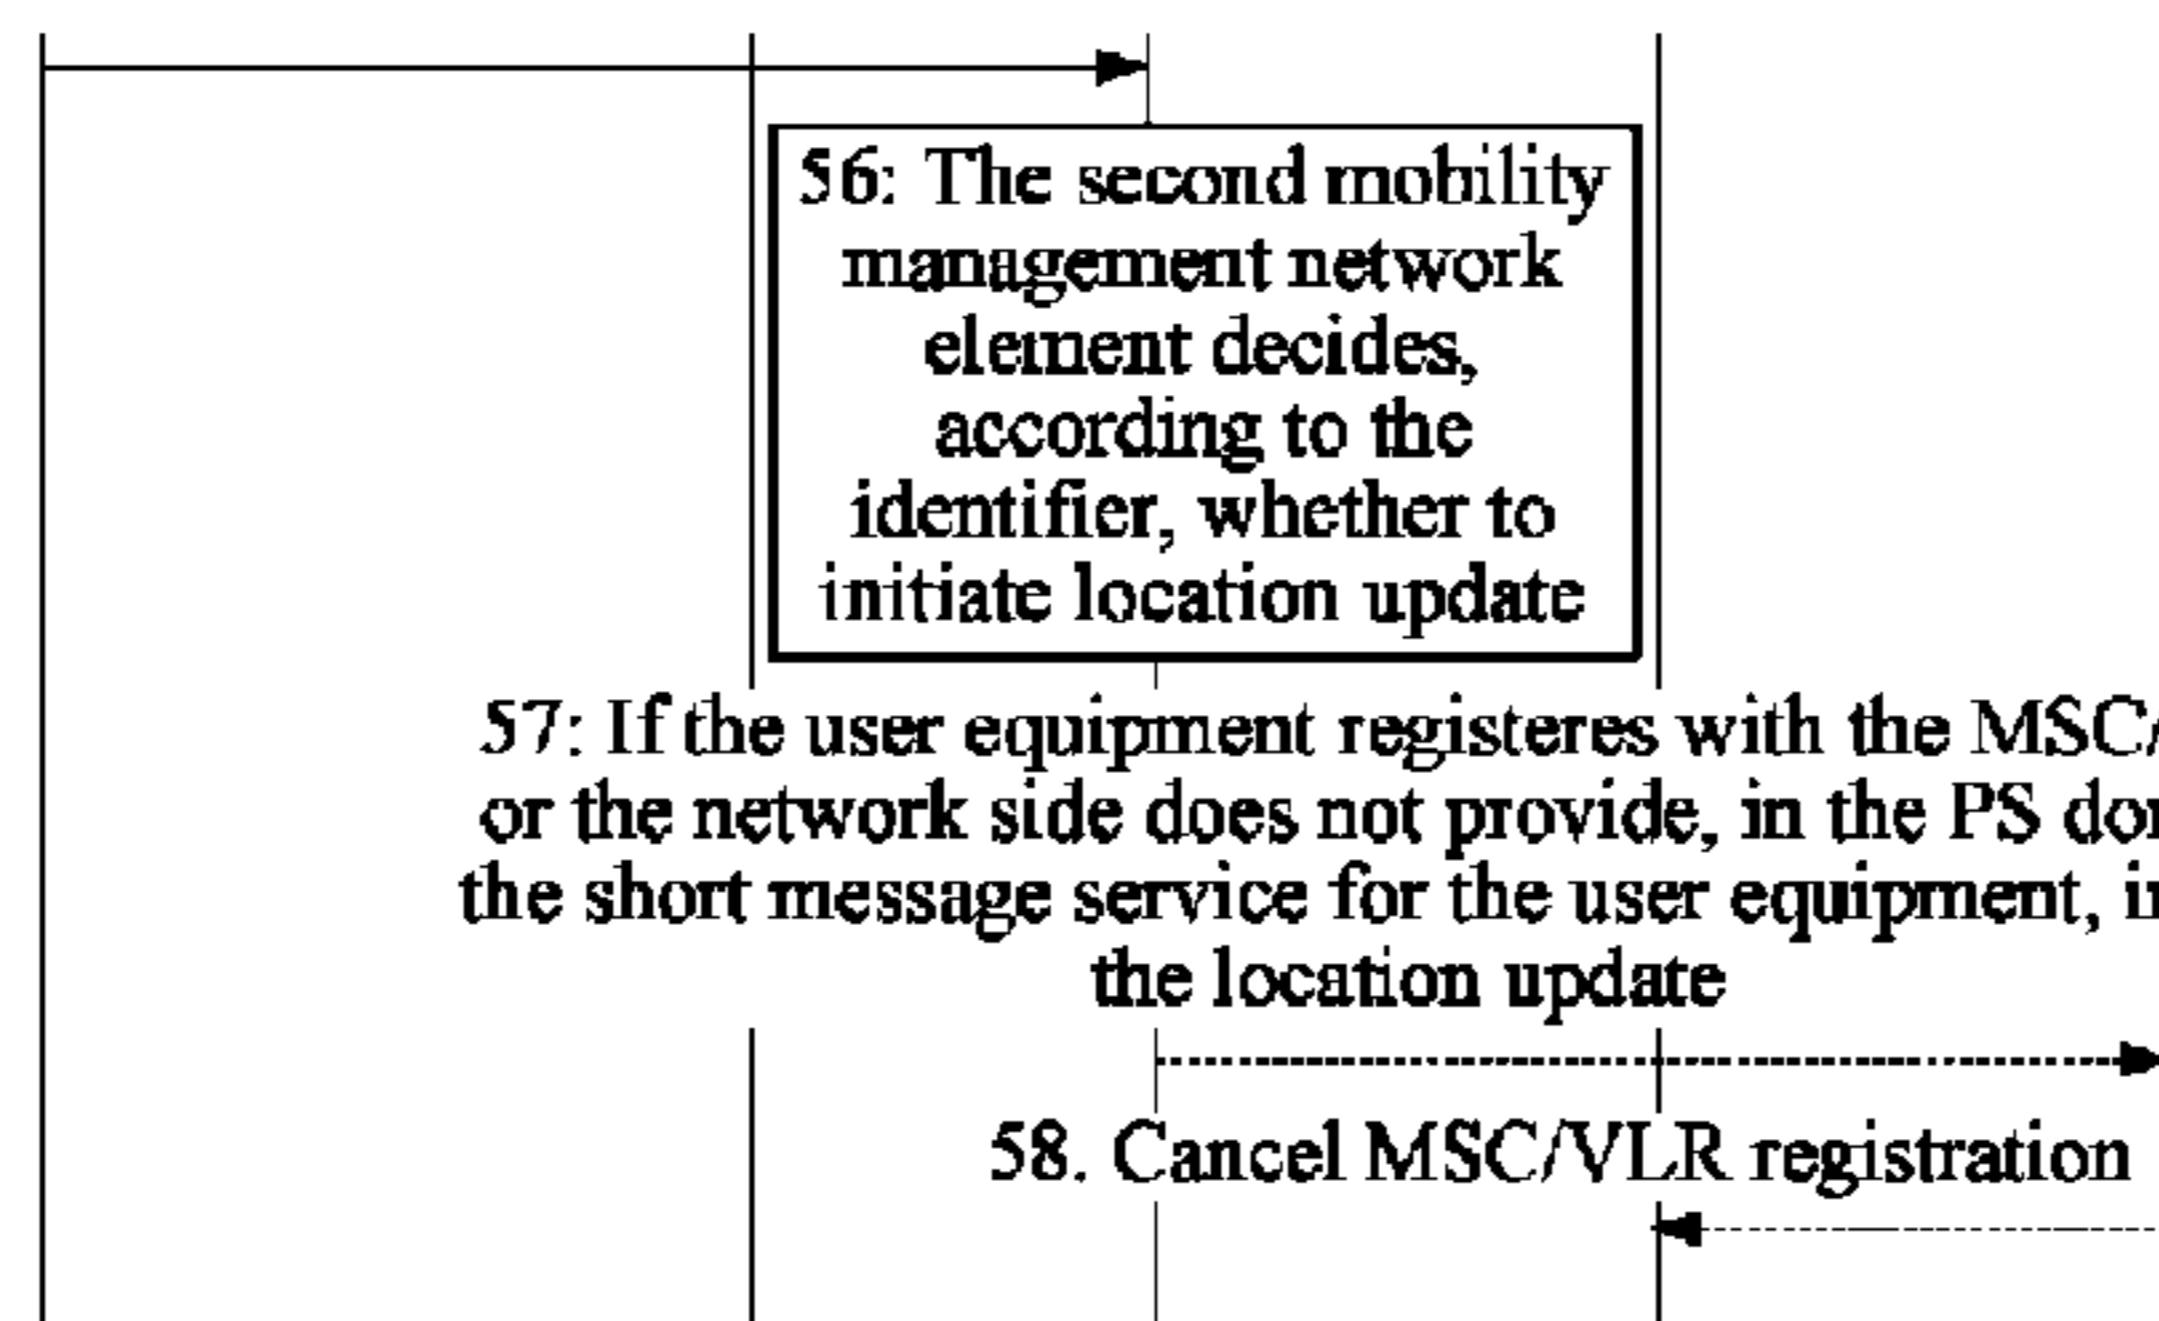 56: The second mobility
management network
element decides,
according to the
identifier, whether to
initiate location update
57: If the user equipment registeres with the MSC/
or the network side does not provide, in the PS
the short message service for the user equipment,
the location update
58. Cancel MSC/VLR registration